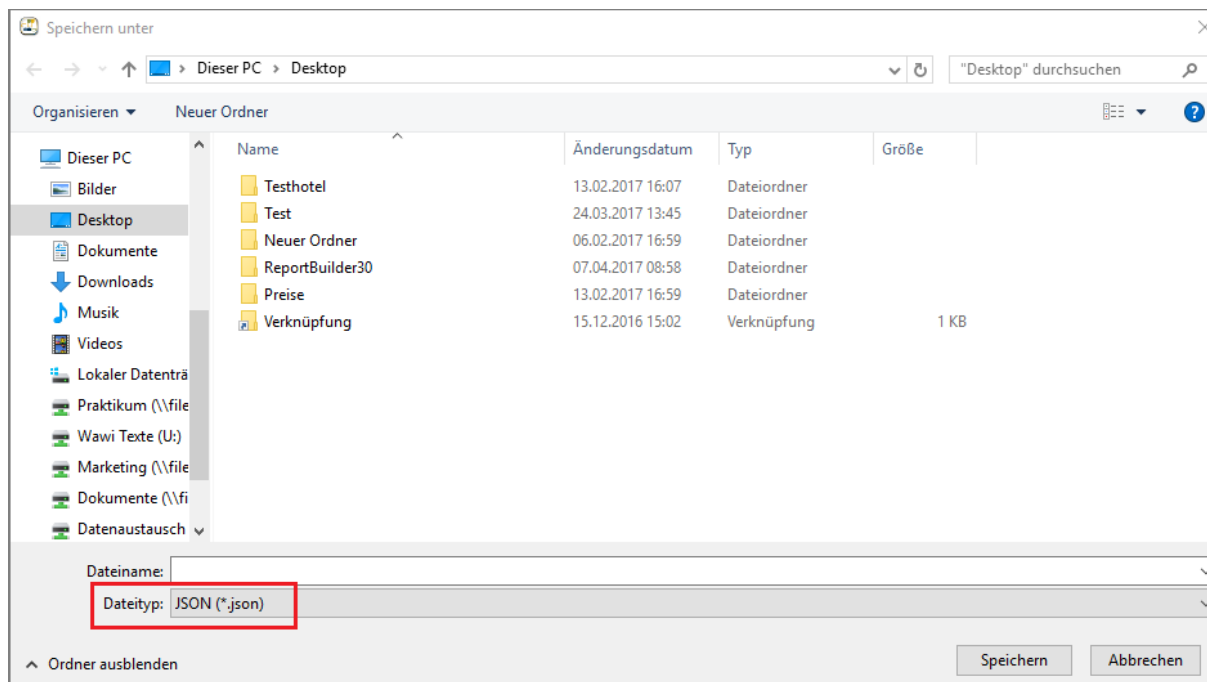 Speichern unter
Dieser PC > Desktop
"Desktop" durchsuchen
Organisieren
Neuer Ordner
?
Name Änderungsdatum Typ Größe
Dieser PC
Bilder
Desktop
Dokumente
Downloads
Musik
Videos
Lokaler Datenträ
Praktikum (\\file
Wawi Texte (U:)
Marketing (\\file
Dokumente (\\fi
Datenaustausch
Testhotel 13.02.2017 16:07 Dateiordner
Test 24.03.2017 13:45 Dateiordner
Neuer Ordner 06.02.2017 16:59 Dateiordner
ReportBuilder30 07.04.2017 08:58 Dateiordner
Preise 13.02.2017 16:59 Dateiordner
Verknüpfung 15.12.2016 15:02 Verknüpfung 1 KB
Dateiname:
Dateityp: JSON (*.json)
Ordner ausblenden
Speichern
Abbrechen